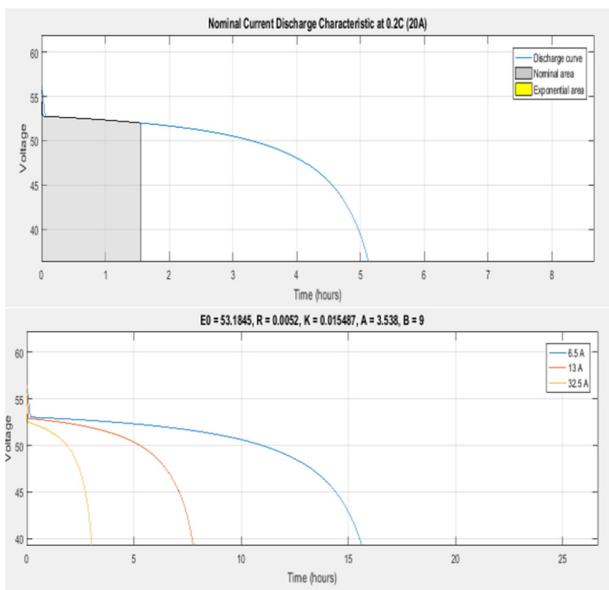 Nominal Current Discharge Characteristic at 0.2C (20A)
60
55
50
45
40
Voltage
Discharge curve
Nominal area
Exponential area
0 1 2 3 4 5 6 7 8
Time (hours)
E0 = 53.1845, R = 0.0052, K = 0.015487, A = 3.538, B = 9
60
55
50
45
40
Voltage
6.5 A
13 A
32.5 A
0 5 10 15 20 25
Time (hours)